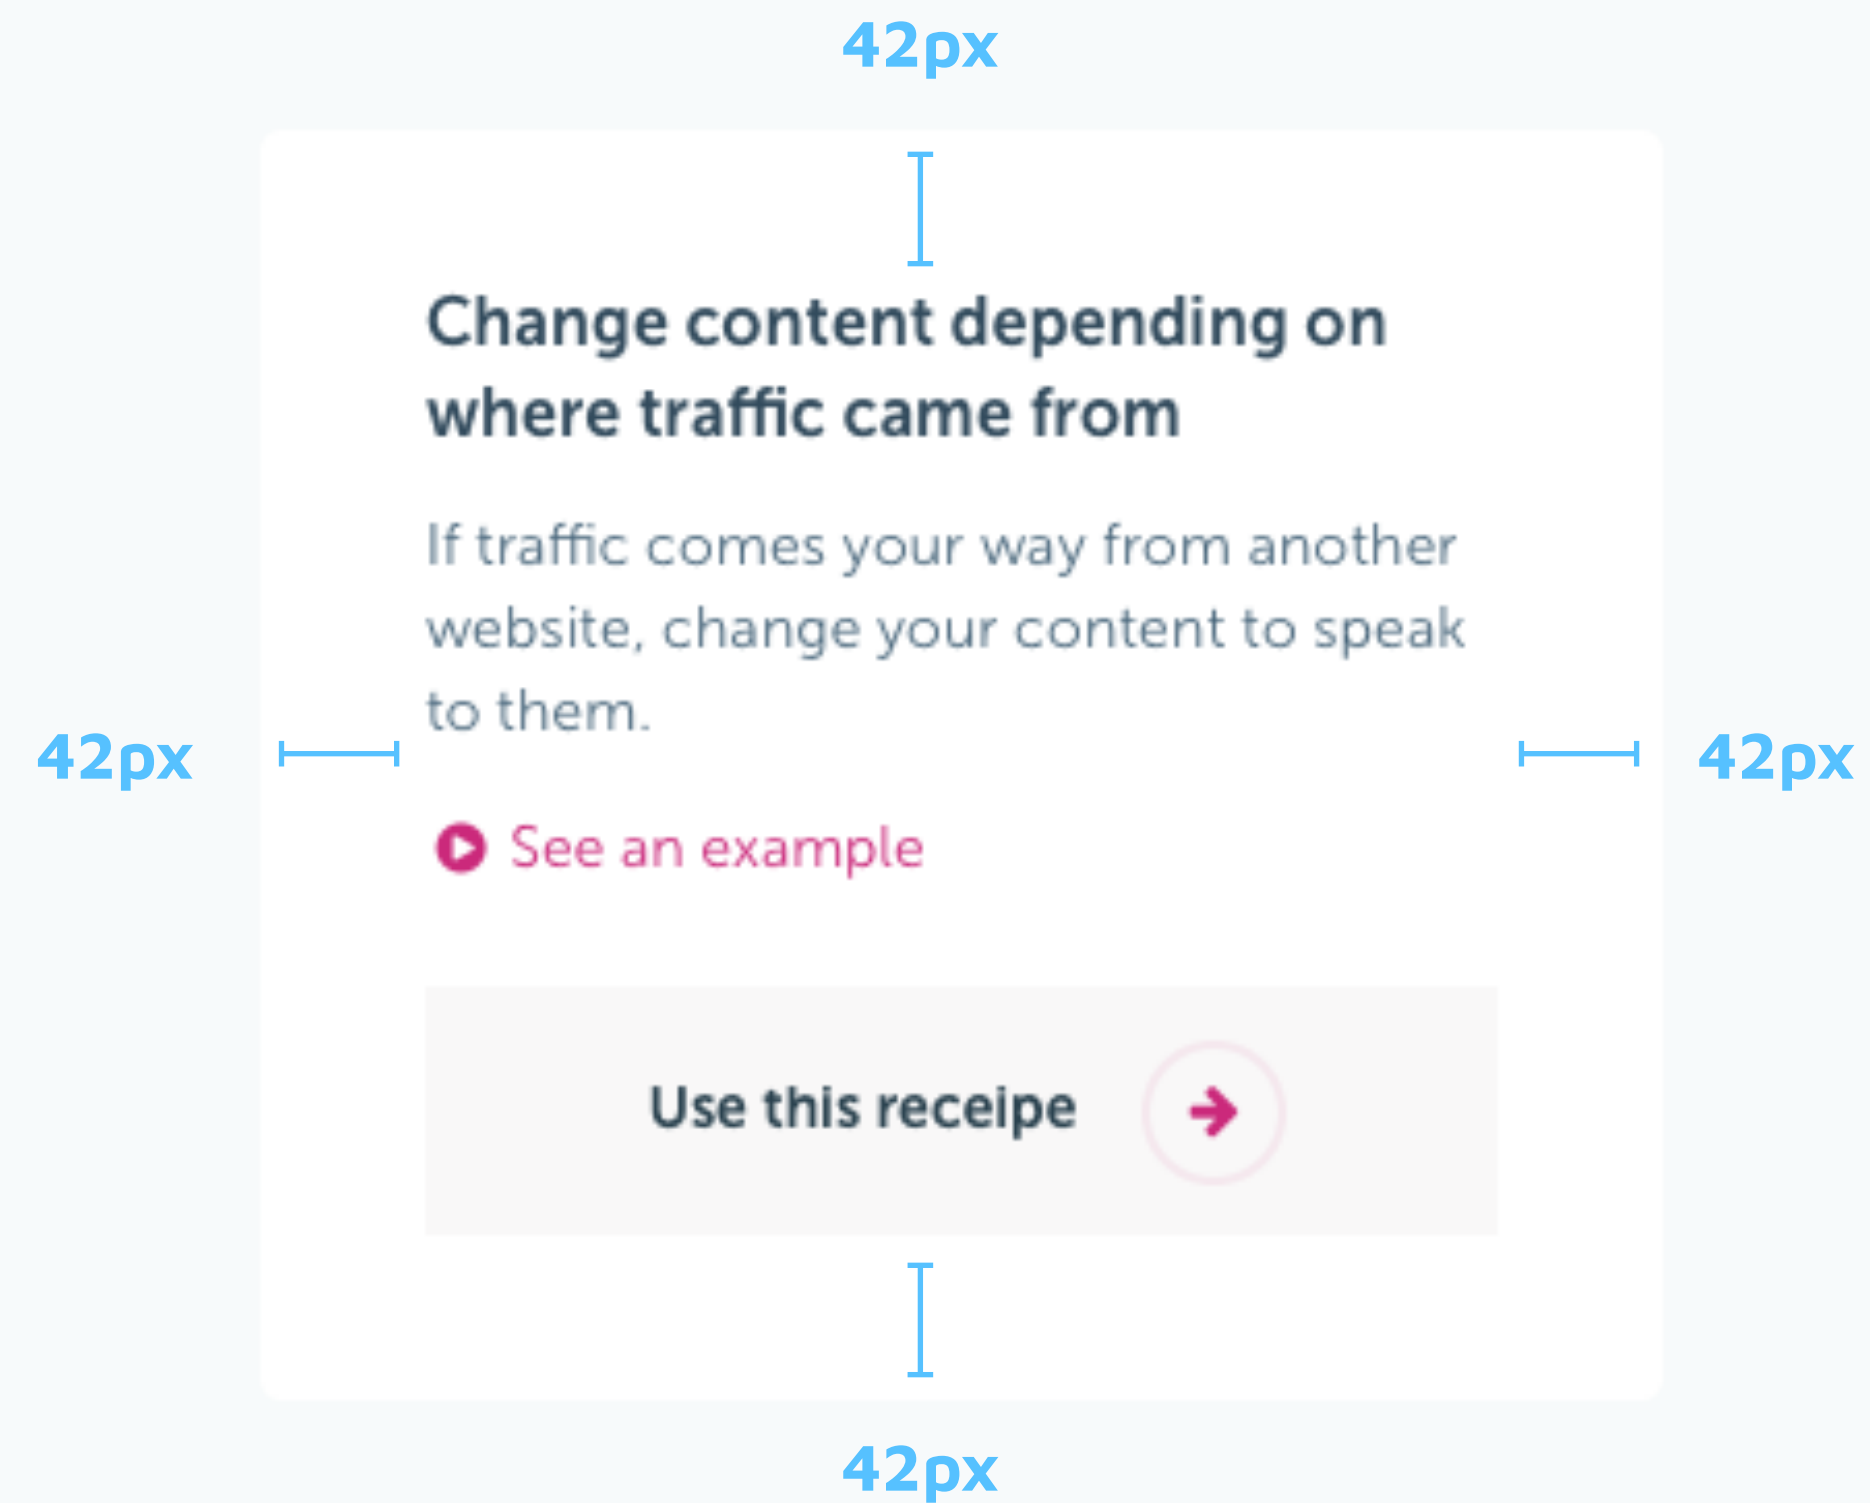 42px
Change content depending on
where traffic came from
If traffic comes your way from another
website, change your content to speak
to them.
42px
42px
See an example
Use this receipe
42px